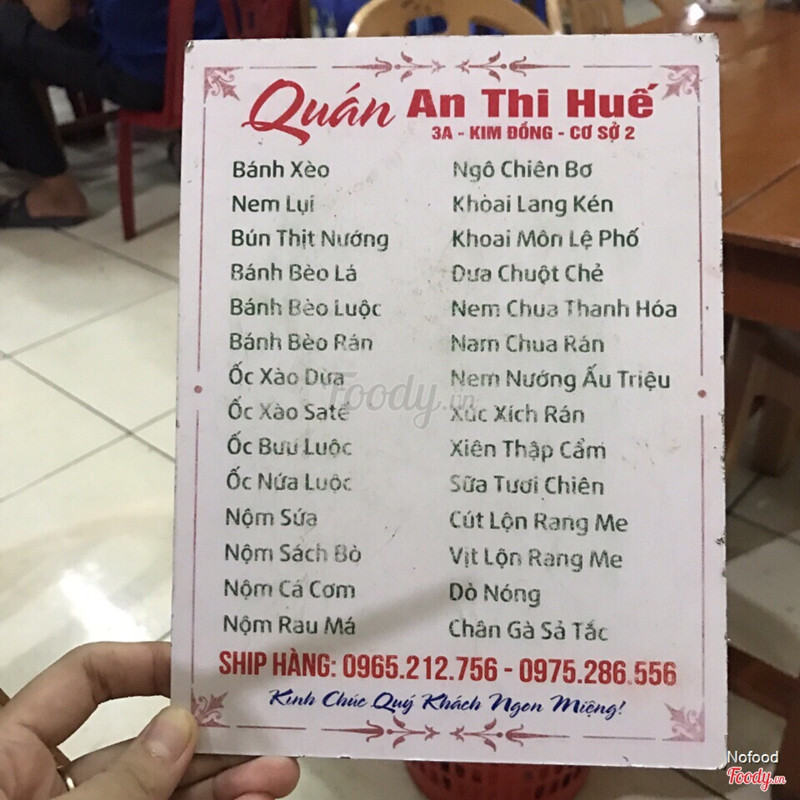 Quán An Thi Huế
3A - KIM ĐỒNG - CƠ SỞ 2
Bánh Xèo
Nem Lụi
Bún Thịt Nướng
Bánh Bèo Lá
Bánh Bèo Luộc
Bánh Bèo Rán
Ốc Xào Dừa
Ốc Xào Satế
Ốc Bươu Luộc
Ốc Nứa Luộc
Nộm Sứa
Nộm Sách Bò
Nộm Cá Cơm
Nộm Rau Má
Ngô Chiên Bơ
Khòai Lang Kén
Khoai Môn Lệ Phố
Dưa Chuột Chẻ
Nem Chua Thanh Hóa
Nam Chua Rán
Nem Nướng Ấu Triệu
Xúc Xích Rán
Xiên Thập Cẩm
Sữa Tươi Chiên
Cút Lộn Rang Me
Vịt Lộn Rang Me
Dò Nóng
Chân Gà Sả Tắc
SHIP HÀNG: 0965.212.756 - 0975.286.556
Kính Chúc Quý Khách Ngon Miệng!
Foody.vn
Nofood
Foody.vn